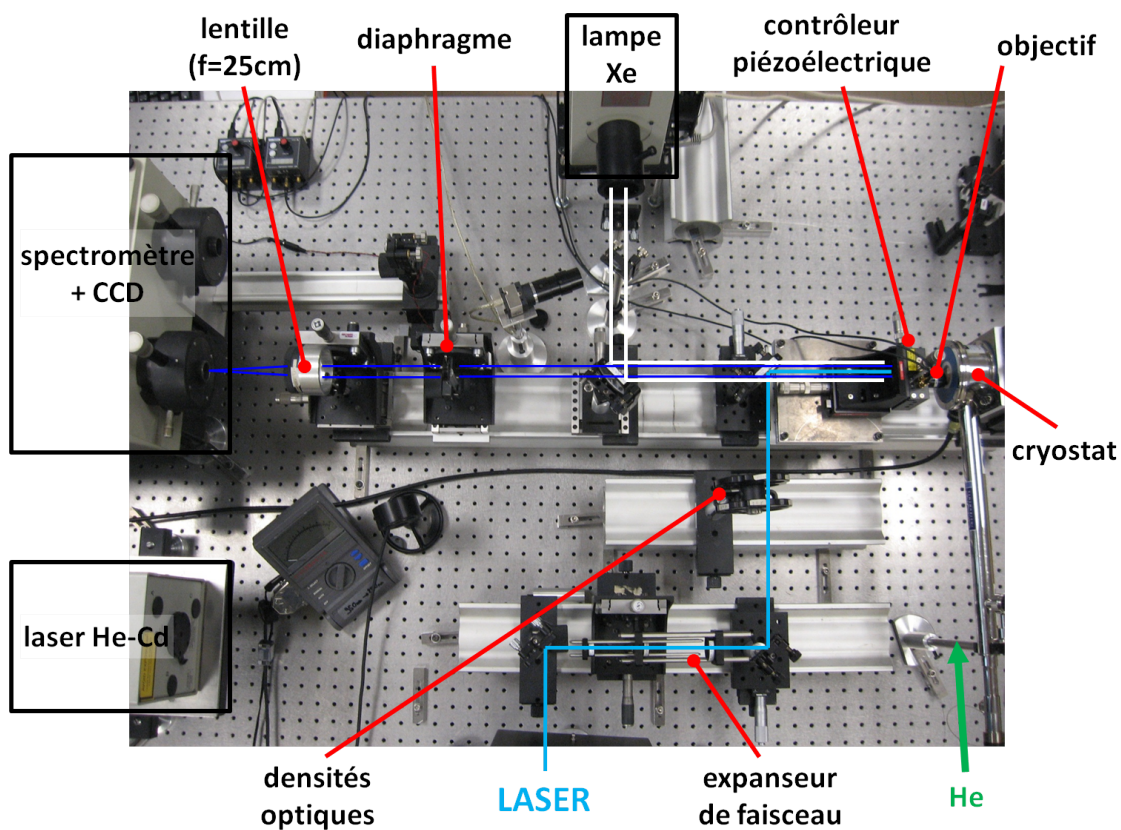 lentille
(f=25cm)
diaphragme
lampe
Xe
contrôleur
piézoélectrique
objectif
spectromètre
+ CCD
cryostat
laser He-Cd
densités
optiques
LASER
expanseur
de faisceau
He